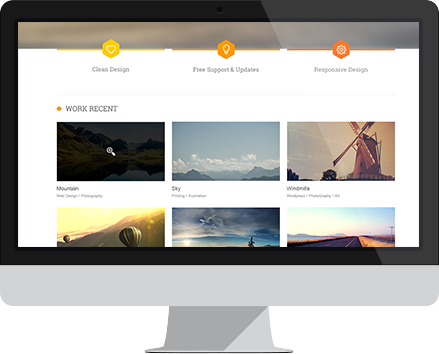 Clean Design
Free Support & Updates
Responsive Design
WORK RECENT
Mountain
Web Design / Photography
Sky
Printing / Illustration
Windmills
Wordpress / Photography / Art